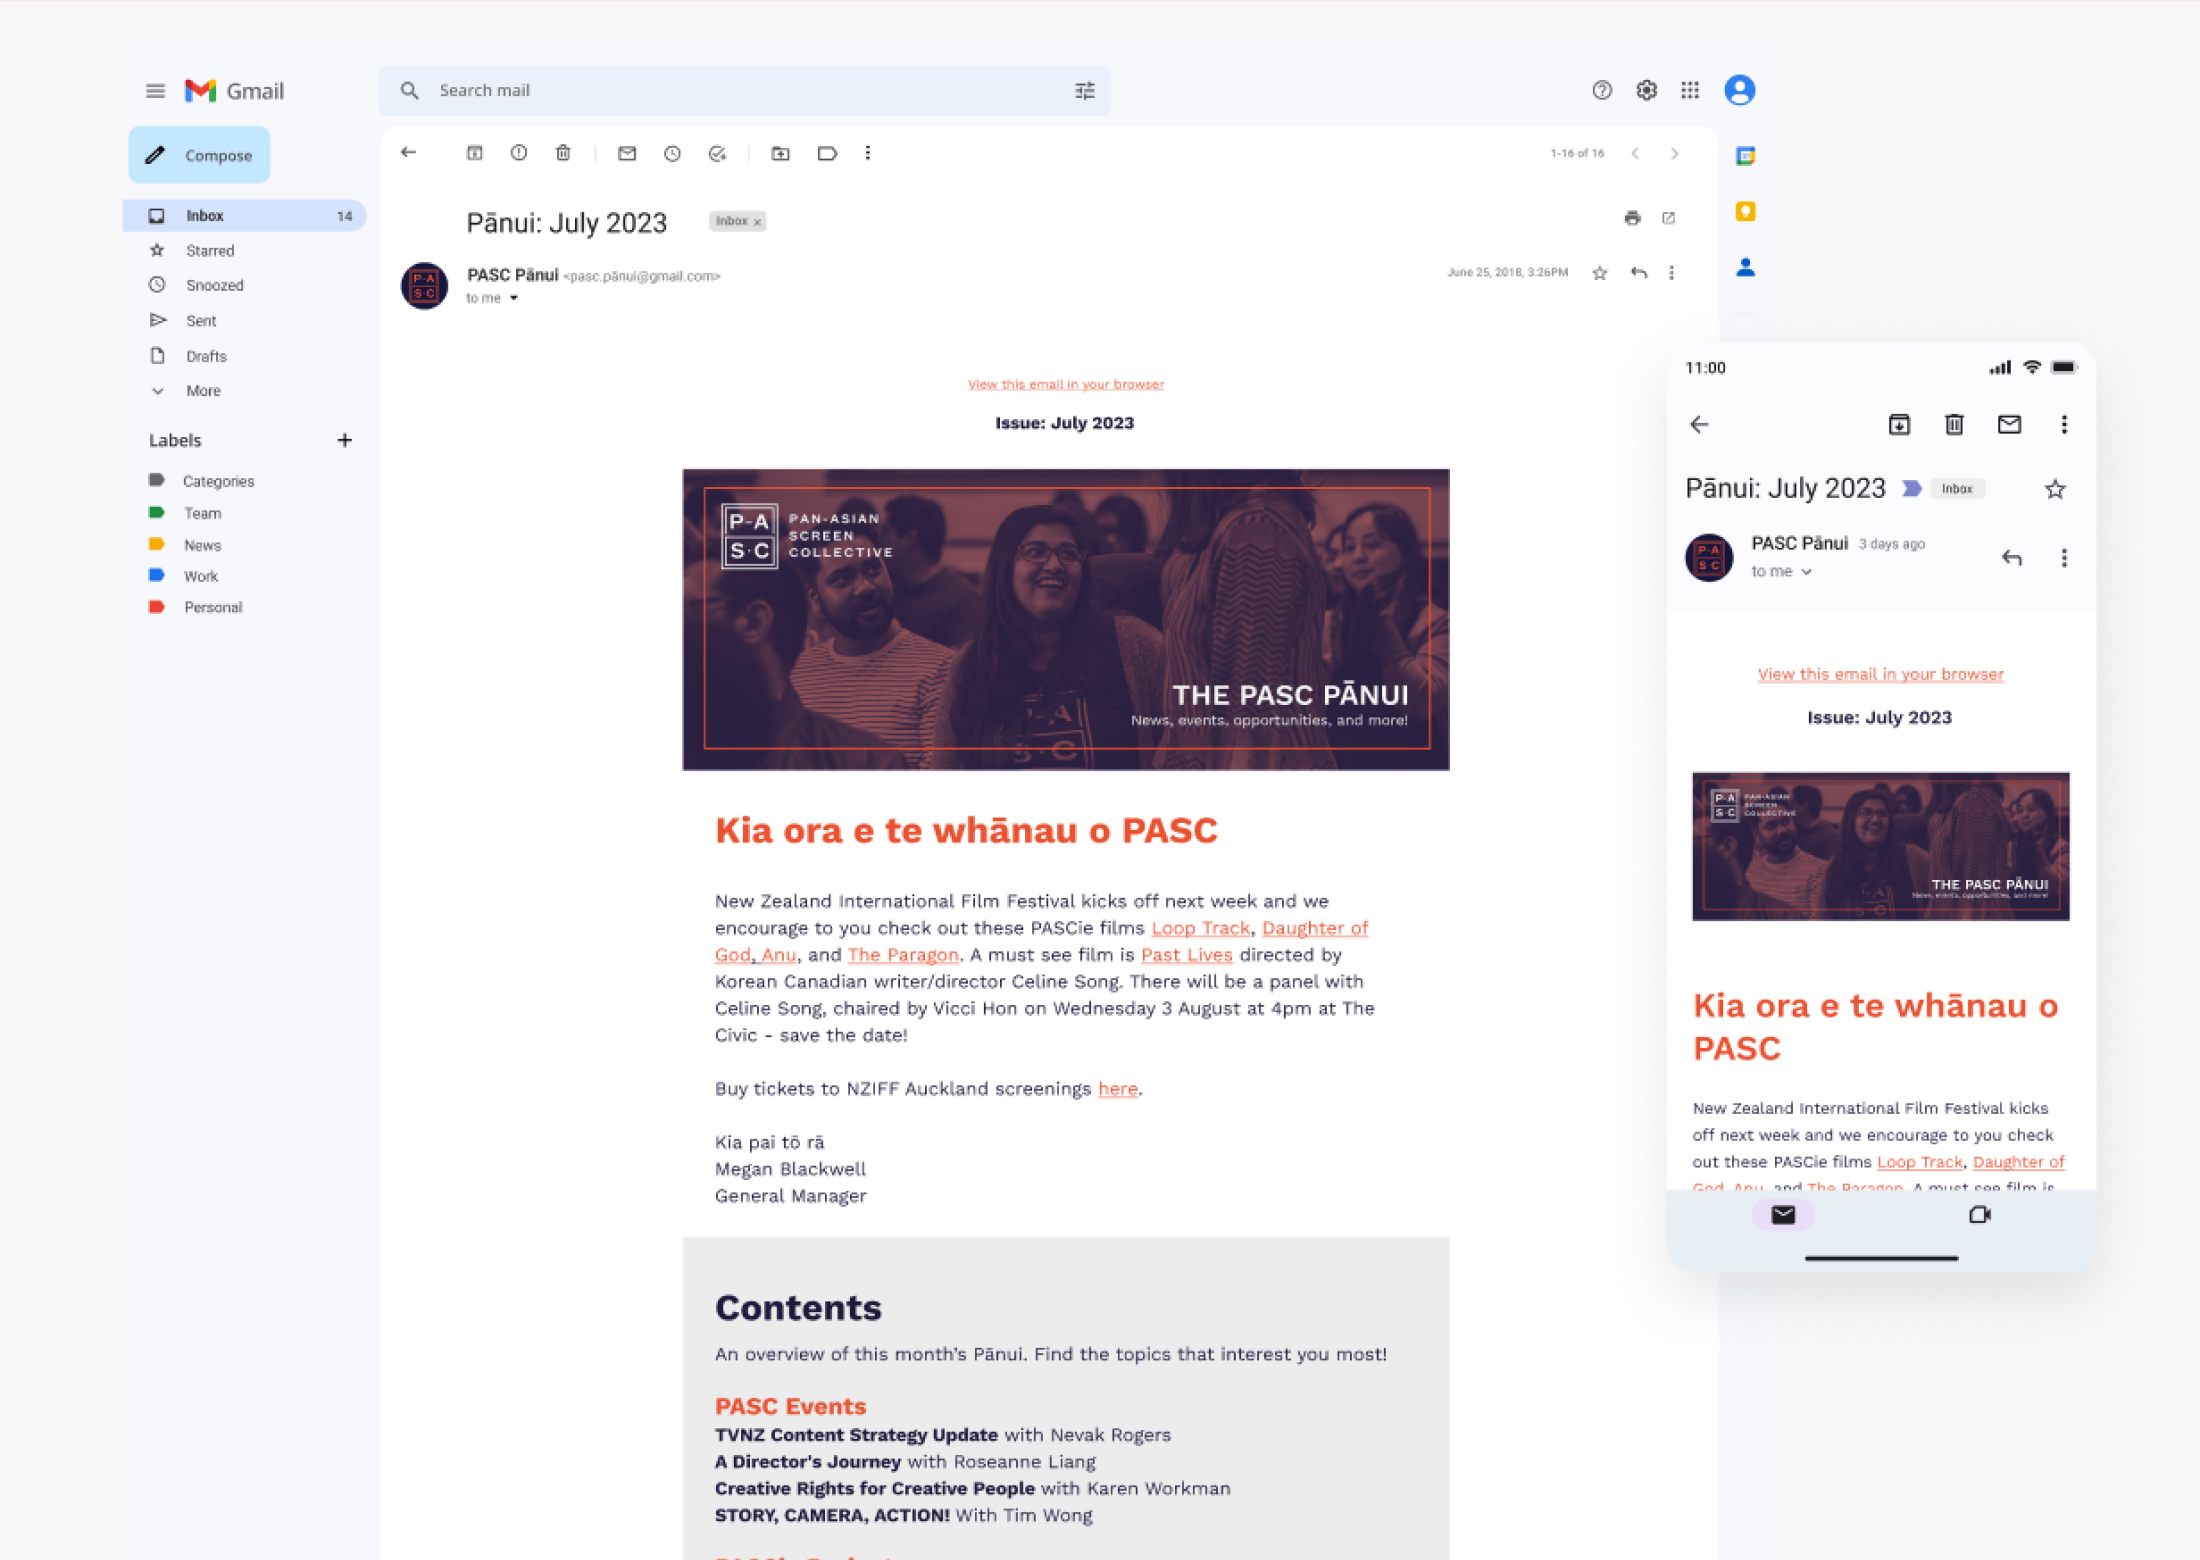 Gmail
Search mail
Compose
Inbox 14
Starred
Snoozed
Sent
Drafts
More
Labels +
Categories
Team
News
Work
Personal
1-16 of 16
Pānui: July 2023 Inbox x
P-A
S·C
PASC Pānui <pasc.pānui@gmail.com>
to me
June 25, 2018, 3:26PM
View this email in your browser
Issue: July 2023
P-A
S·C
PAN-ASIAN
SCREEN
COLLECTIVE
P-A
S·C
THE PASC PĀNUI
News, events, opportunities, and more!
Kia ora e te whānau o PASC
New Zealand International Film Festival kicks off next week and we
encourage to you check out these PASCie films Loop Track, Daughter of
God, Anu, and The Paragon. A must see film is Past Lives directed by
Korean Canadian writer/director Celine Song. There will be a panel with
Celine Song, chaired by Vicci Hon on Wednesday 3 August at 4pm at The
Civic - save the date!
Buy tickets to NZIFF Auckland screenings here.
Kia pai tō rā
Megan Blackwell
General Manager
Contents
An overview of this month's Pānui. Find the topics that interest you most!
PASC Events
TVNZ Content Strategy Update with Nevak Rogers
A Director's Journey with Roseanne Liang
Creative Rights for Creative People with Karen Workman
STORY, CAMERA, ACTION! With Tim Wong
11:00
Pānui: July 2023 Inbox
P-A
S·C
PASC Pānui 3 days ago
to me
View this email in your browser
Issue: July 2023
P-A
S·C
PAN-ASIAN
SCREEN
COLLECTIVE
THE PASC PĀNUI
News, events, opportunities, and more!
Kia ora e te whānau o
PASC
New Zealand International Film Festival kicks
off next week and we encourage to you check
out these PASCie films Loop Track, Daughter of
God, Anu, and The Paragon. A must see film is